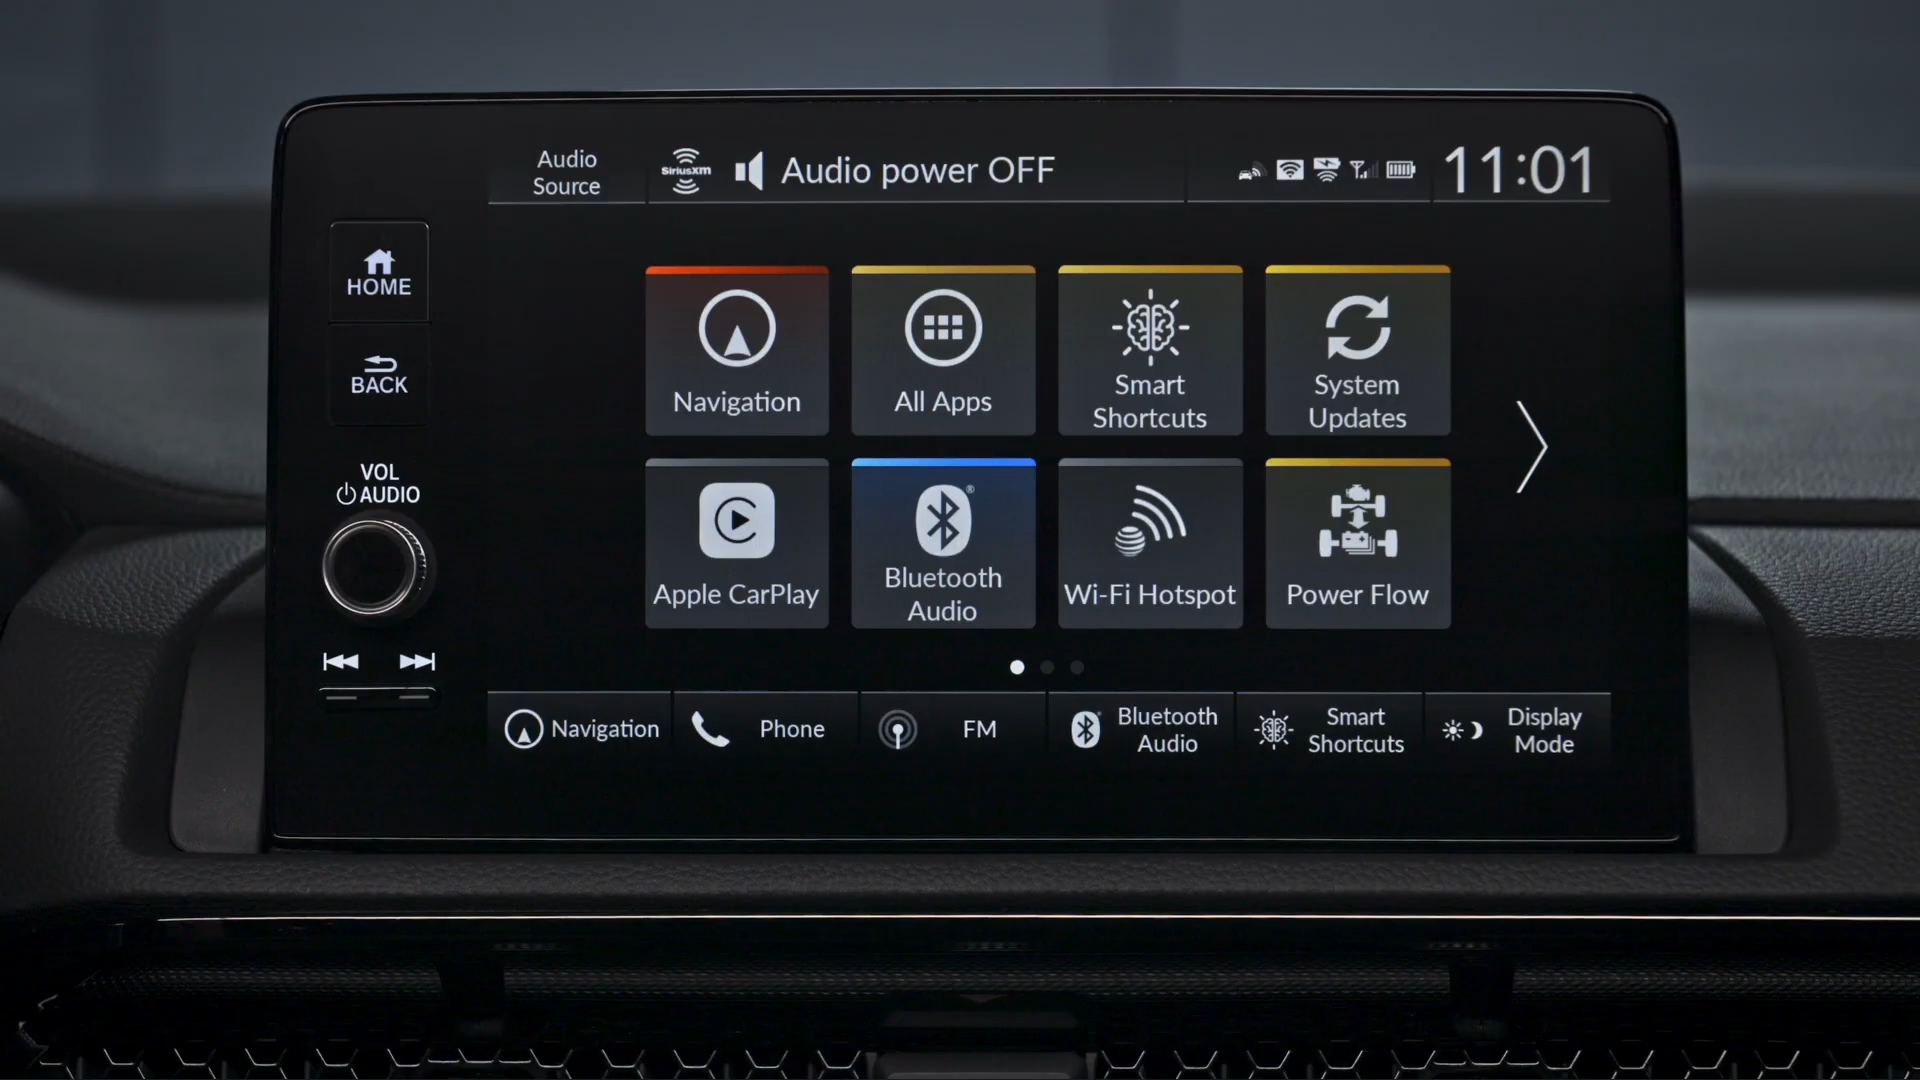 Audio
Source
SiriusXM
Audio power OFF
11:01
HOME
BACK
VOL
AUDIO
Navigation
All Apps
Smart
Shortcuts
System
Updates
Apple CarPlay
Bluetooth
Audio
®
Wi-Fi Hotspot
Power Flow
Navigation
Phone
FM
Bluetooth
Audio
Smart
Shortcuts
Display
Mode